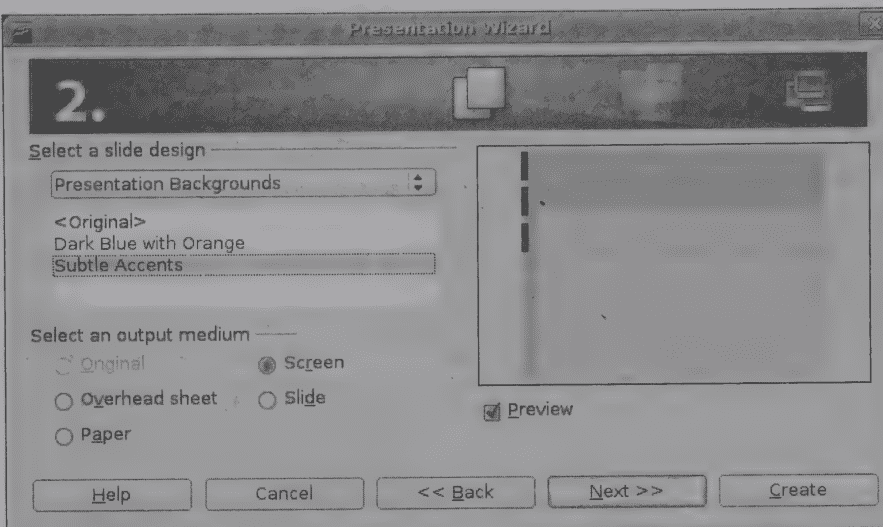 Presentation Wizard
2.
Select a slide design
Presentation Backgrounds
<Original>
Dark Blue with Orange
Subtle Accents
Select an output medium
Original
Screen
Overhead sheet
Slide
Paper
Preview
Help
Cancel
<< Back
Next >>
Create